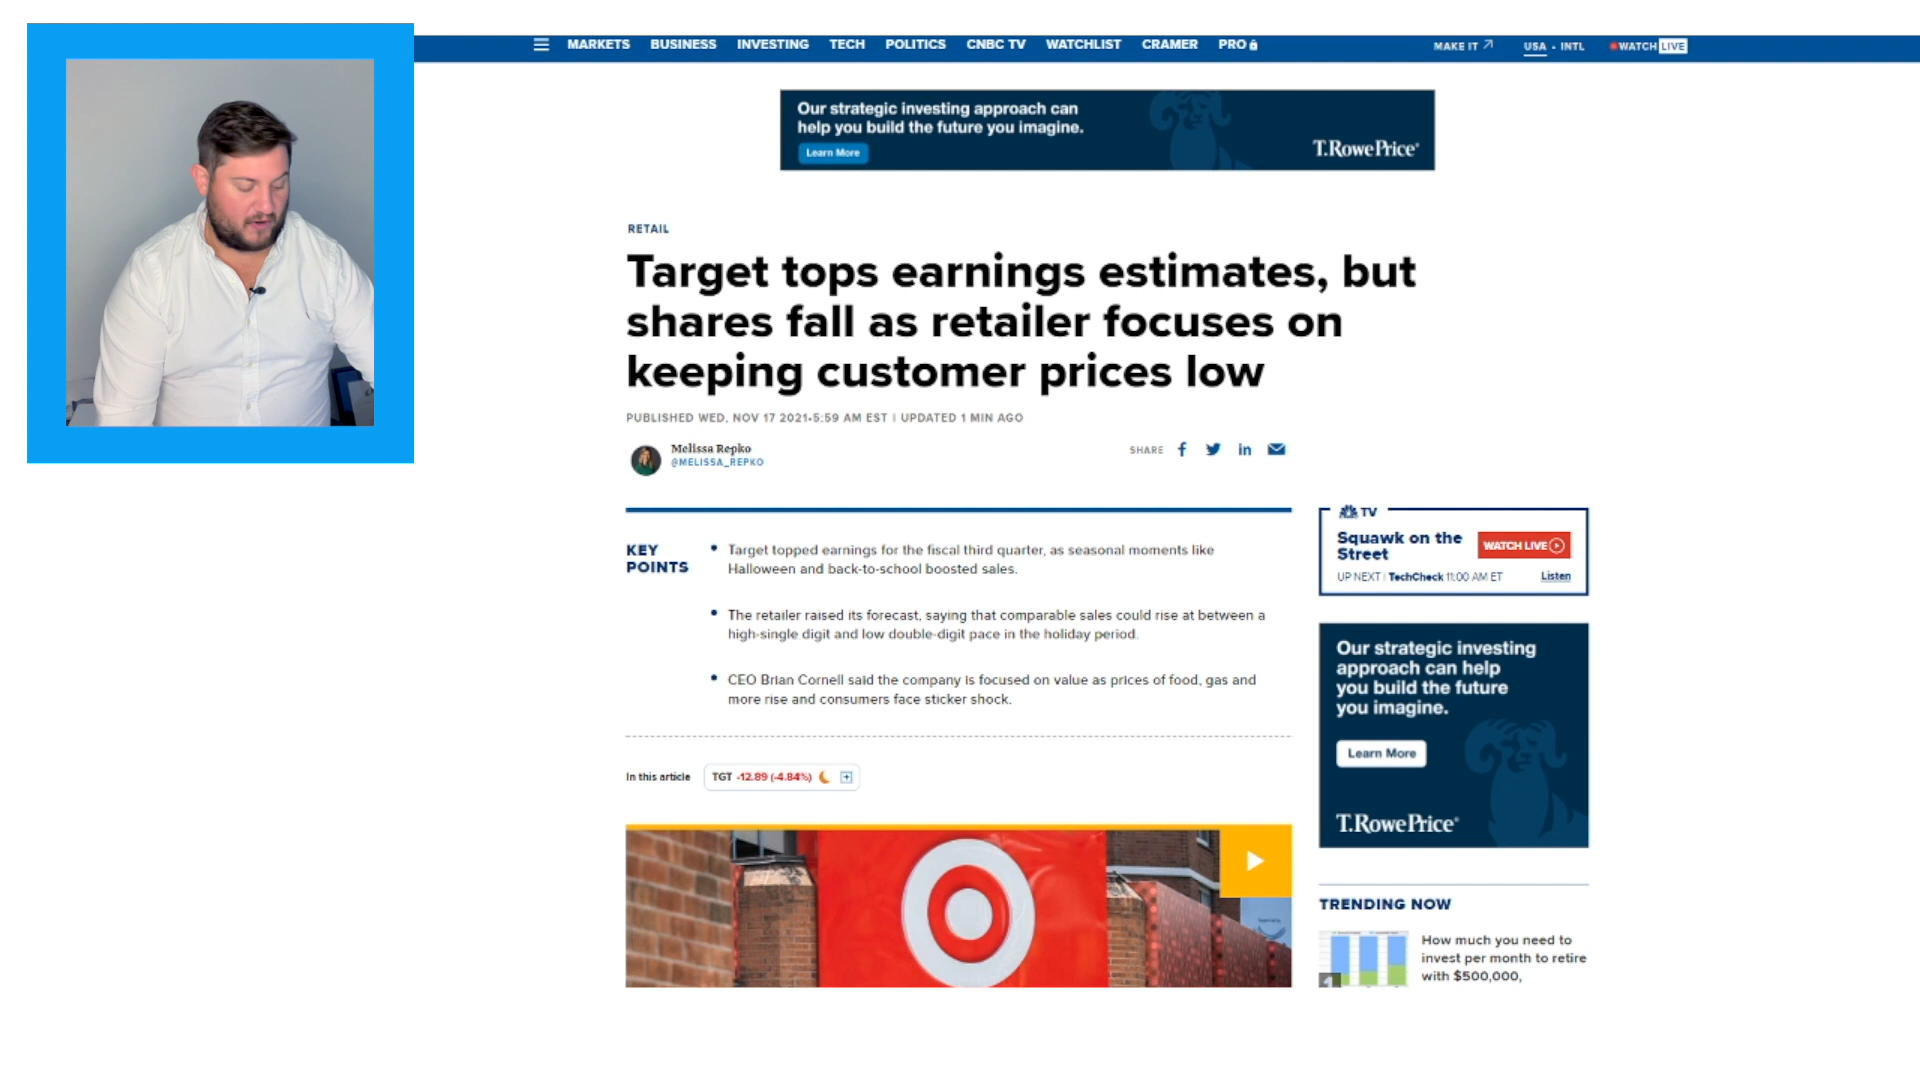 MARKETS BUSINESS INVESTING TECH POLITICS CNBC TV WATCHLIST CRAMER PRO MAKE IT USA • INTL WATCH LIVE
Our strategic investing approach can
help you build the future you imagine.
Learn More
T.RowePrice
RETAIL
Target tops earnings estimates, but
shares fall as retailer focuses on
keeping customer prices low
PUBLISHED WED, NOV 17 2021•5:59 AM EST | UPDATED 1 MIN AGO
Melissa Repko
@MELISSA_REPKO
SHARE
KEY
POINTS
• Target topped earnings for the fiscal third quarter, as seasonal moments like
Halloween and back-to-school boosted sales.
• The retailer raised its forecast, saying that comparable sales could rise at between a
high-single digit and low double-digit pace in the holiday period.
• CEO Brian Cornell said the company is focused on value as prices of food, gas and
more rise and consumers face sticker shock.
In this article
TGT -12.89 (-4.84%)
TV
Squawk on the
Street
WATCH LIVE
UP NEXT | TechCheck 11:00 AM ET
Listen
Our strategic investing
approach can help
you build the future
you imagine.
Learn More
T.RowePrice
TRENDING NOW
1
How much you need to
invest per month to retire
with $500,000,